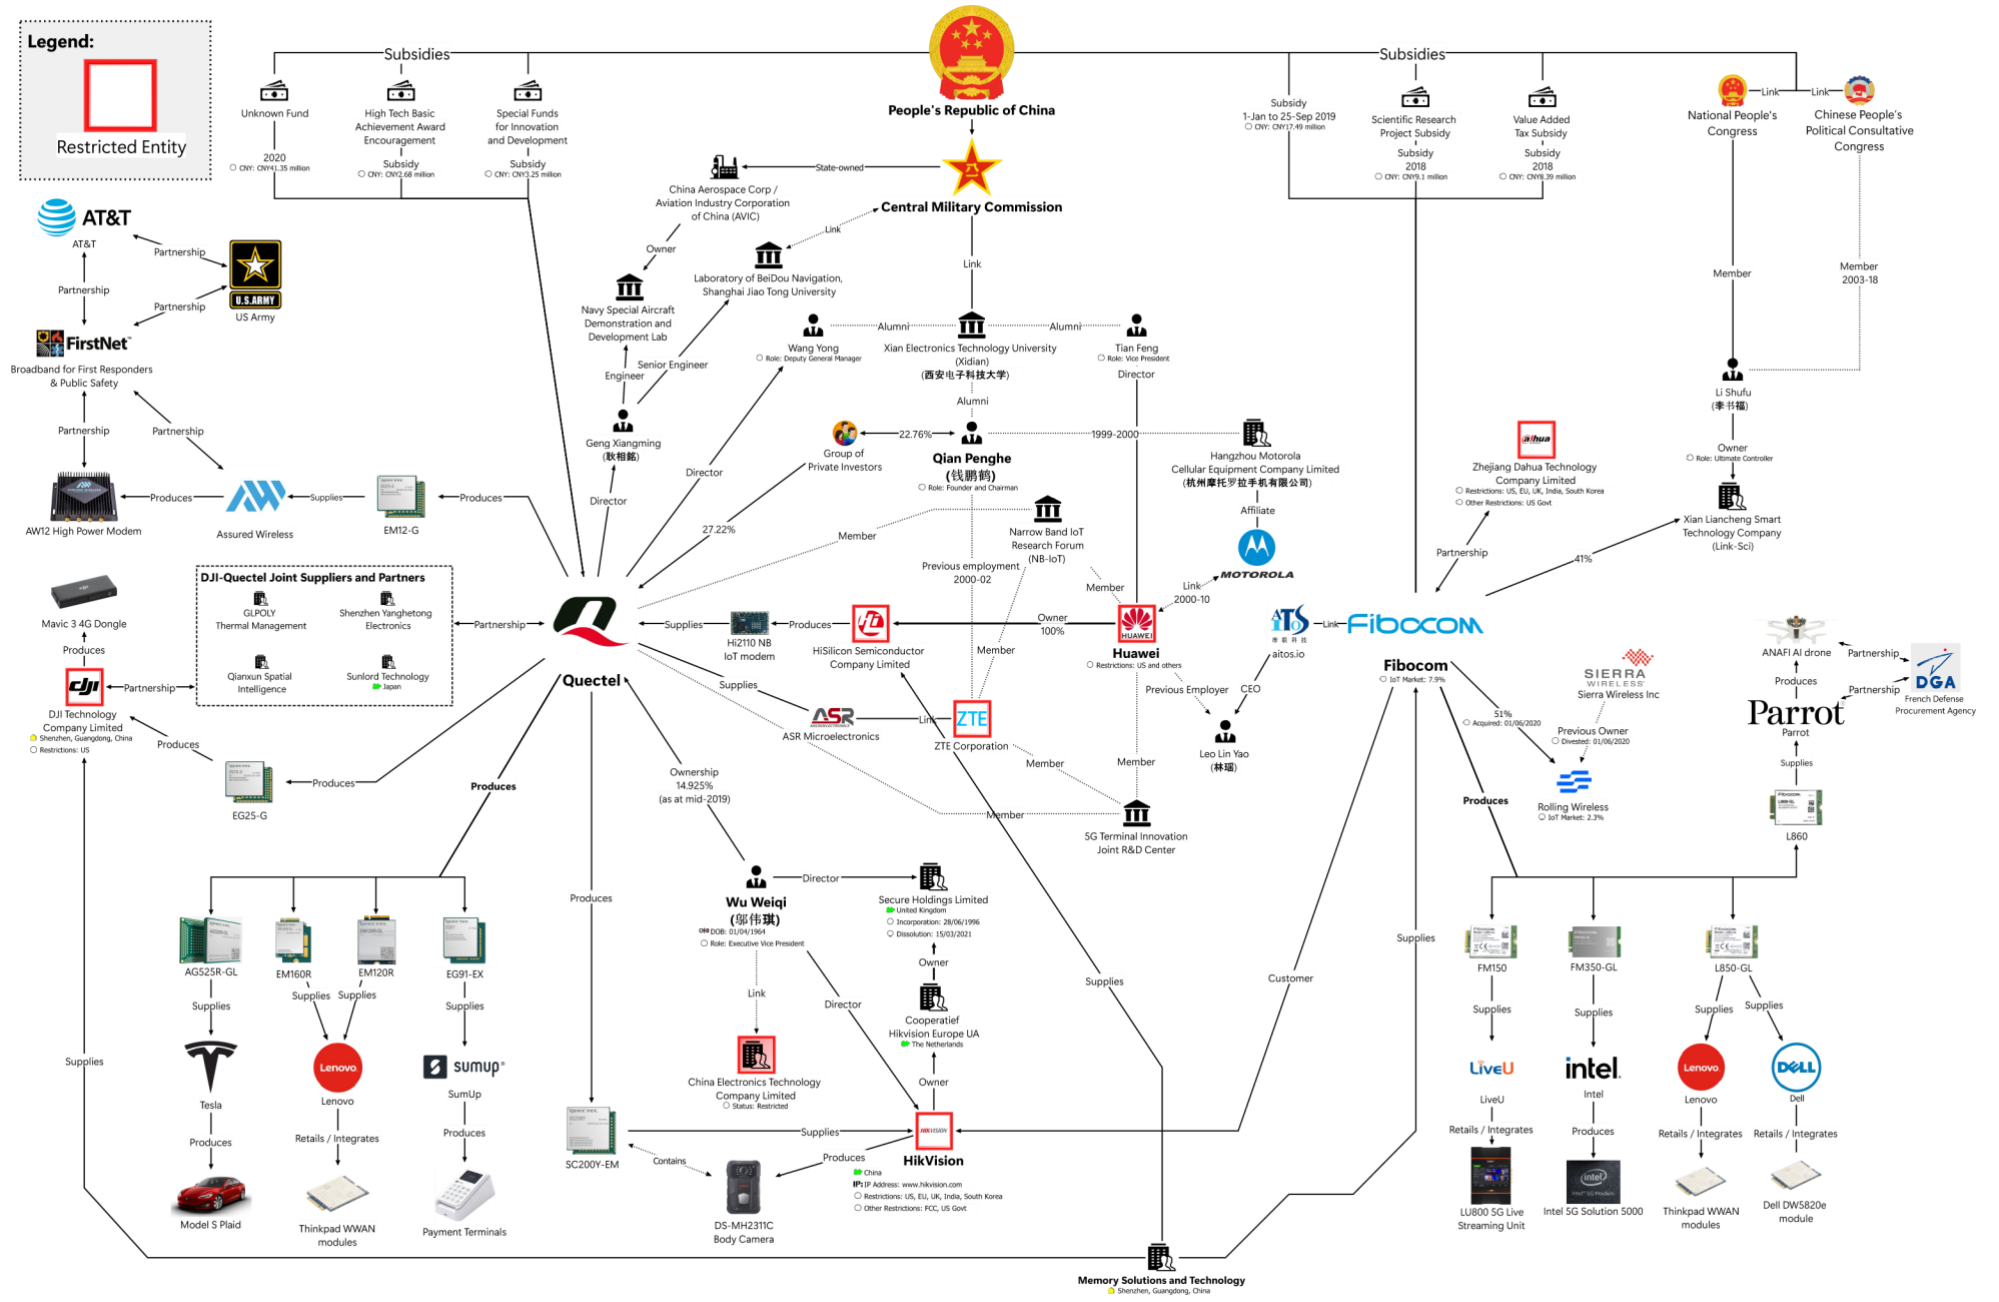 Legend:
Restricted Entity
Subsidies
Unknown Fund
2020
CNY: CNY41.35 million
High Tech Basic
Achievement Award
Encouragement
Subsidy
CNY: CNY2.68 million
Special Funds
for Innovation
and Development
Subsidy
CNY: CNY3.25 million
People's Republic of China
State-owned
China Aerospace Corp /
Aviation Industry Corporation
of China (AVIC)
Central Military Commission
Link
Owner
Link
Laboratory of BeiDou Navigation,
Shanghai Jiao Tong University
Navy Special Aircraft
Demonstration and
Development Lab
Engineer
Senior Engineer
Geng Xiangming
(耿相銘)
Director
Subsidies
Subsidy
1-Jan to 25-Sep 2019
CNY: CNY17.49 million
Scientific Research
Project Subsidy
Subsidy
2018
CNY: CNY9.1 million
Value Added
Tax Subsidy
Subsidy
2018
CNY: CNY8.39 million
Link
Link
National People's
Congress
Chinese People's
Political Consultative
Congress
Member
Member
2003-18
Li Shufu
(李书福)
Owner
Role: Ultimate Controller
Xian Liancheng Smart
Technology Company
(Link-Sci)
41%
alhua
Zhejiang Dahua Technology
Company Limited
Restrictions: US, EU, UK, India, South Korea
Other Restrictions: US Govt
Partnership
AT&T
AT&T
Partnership
Partnership
Partnership
U.S.ARMY
US Army
FirstNet™
Broadband for First Responders
& Public Safety
Partnership
Partnership
AW12 High Power Modem
Produces
AW
Assured Wireless
Supplies
EM12-G
Produces
Wang Yong
Role: Deputy General Manager
Alumni
Xian Electronics Technology University
(Xidian)
(西安电子科技大学)
Alumni
Tian Feng
Role: Vice President
Director
Alumni
Director
Group of
Private Investors
22.76%
27.22%
Qian Penghe
(钱鹏鹤)
Role: Founder and Chairman
1999-2000
Hangzhou Motorola
Cellular Equipment Company Limited
(杭州摩托罗拉手机有限公司)
Affiliate
MOTOROLA
Link
2000-10
Member
Narrow Band IoT
Research Forum
(NB-IoT)
Previous employment
2000-02
Member
Member
Mavic 3 4G Dongle
Produces
dji
DJI Technology
Company Limited
Shenzhen, Guangdong, China
Restrictions: US
Partnership
DJI-Quectel Joint Suppliers and Partners
GLPOLY
Thermal Management
Shenzhen Yanghetong
Electronics
Qianxun Spatial
Intelligence
Sunlord Technology
Japan
Partnership
Produces
EG25-G
Produces
Quectel
Supplies
Hi2110 NB
IoT modem
Produces
HiSilicon Semiconductor
Company Limited
Owner
100%
HUAWEI
Huawei
Restrictions: US and others
Supplies
ASR
ASR Microelectronics
Link
ZTE
ZTE Corporation
Member
Member
Member
5G Terminal Innovation
Joint R&D Center
Previous Employer
Leo Lin Yao
(林瑶)
CEO
ATOS
摩联科技
aitos.io
Link
Fibocom
Fibocom
IoT Market: 7.9%
51%
Acquired: 01/06/2020
SIERRA
WIRELESS
Sierra Wireless Inc
Previous Owner
Divested: 01/06/2020
Rolling Wireless
IoT Market: 2.3%
ANAFI AI drone
Produces
Partnership
Partnership
DGA
French Defense
Procurement Agency
Parrot
Parrot
Supplies
L860
Ownership
14.925%
(as at mid-2019)
Wu Weiqi
(邬伟琪)
DOB: 01/04/1964
Role: Executive Vice President
Director
Secure Holdings Limited
United Kingdom
Incorporation: 28/06/1996
Dissolution: 15/03/2021
Owner
Cooperatief
Hikvision Europe UA
The Netherlands
Owner
Link
China Electronics Technology
Company Limited
Status: Restricted
Director
HIKVISION
HikVision
China
IP: IP Address: www.hikvision.com
Restrictions: US, EU, UK, India, South Korea
Other Restrictions: FCC, US Govt
Produces
SC200Y-EM
Supplies
Contains
Produces
DS-MH2311C
Body Camera
Produces
AG525R-GL
Supplies
Tesla
Produces
Model S Plaid
EM160R
EM120R
Supplies
Supplies
Lenovo
Lenovo
Retails / Integrates
Thinkpad WWAN
modules
EG91-EX
Supplies
sumup®
SumUp
Produces
Payment Terminals
Supplies
Supplies
Customer
Supplies
Memory Solutions and Technology
Shenzhen, Guangdong, China
Produces
FM150
Supplies
LiveU
LiveU
Retails / Integrates
LU800 5G Live
Streaming Unit
FM350-GL
Supplies
intel.
Intel
Produces
intel
Intel 5G Solution 5000
L850-GL
Supplies
Supplies
Lenovo
Lenovo
Retails / Integrates
Thinkpad WWAN
modules
DELL
Dell
Retails / Integrates
Dell DW5820e
module